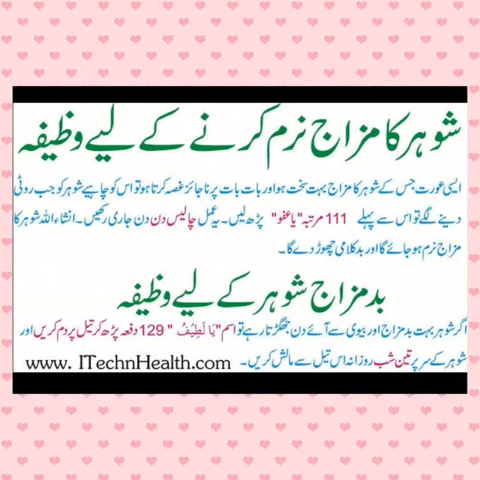 شوہر کا مزاج نرم کرنے کے لیے وظیفہ
ایسی عورت جس کے شوہر کا مزاج بہت سخت ہو اور بات بات پر ناجائز غصہ کرتا ہو تو اس کو چاہیے شوہر کو جب روٹی
دینے لگے تو اس سے پہلے 111 مرتبہ "یا عفو" پڑھ لیں۔ یہ عمل چالیس دن دن جاری رکھیں۔ انشاء اللہ شوہر کا
مزاج نرم ہو جائے گا اور بدکلامی چھوڑ دے گا۔
بدمزاج شوہر کے لیے وظیفہ
اگر شوہر بہت بدمزاج اور بیوی سے آئے دن جھگڑتا رہے تو اسم "یَا لَطِیْفُ" 129 دفعہ پڑھ کر تیل پر دم کریں اور
شوہر کے سر پر تین شب روزانہ اس تیل سے مالش کریں۔
www. ITechnHealth.com